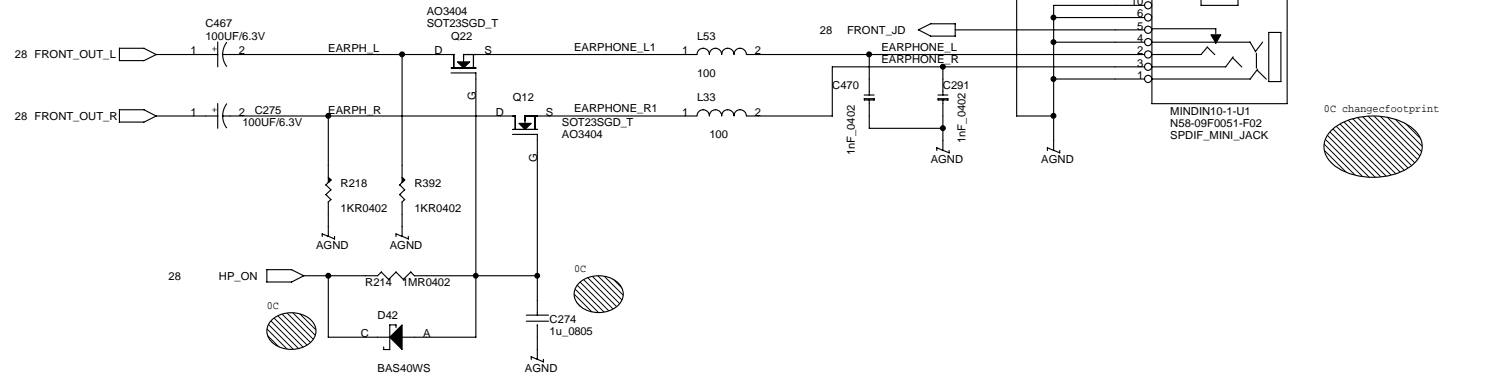 AO3404
SOT23SGD_T
Q22
C467
100UF/6.3V
28 FRONT_OUT_L
1 + 2
EARPH_L
D S
G
EARPHONE_L1
L53
1 2
100
28 FRONT_JD
EARPHONE_L
EARPHONE_R
10
6
5
4
2
3
1
28 FRONT_OUT_R
1 + 2
C275
100UF/6.3V
EARPH_R
Q12
D S
G
EARPHONE_R1
SOT23SGD_T
AO3404
L33
1 2
100
C470
1nF_0402
C291
1nF_0402
AGND
AGND
MINDIN10-1-U1
N58-09F0051-F02
SPDIF_MINI_JACK
0C changecfootprint
R218
1KR0402
R392
1KR0402
AGND
AGND
28 HP_ON
R214 1MR0402
0C
0C
D42
C A
BAS40WS
C274
1u_0805
AGND